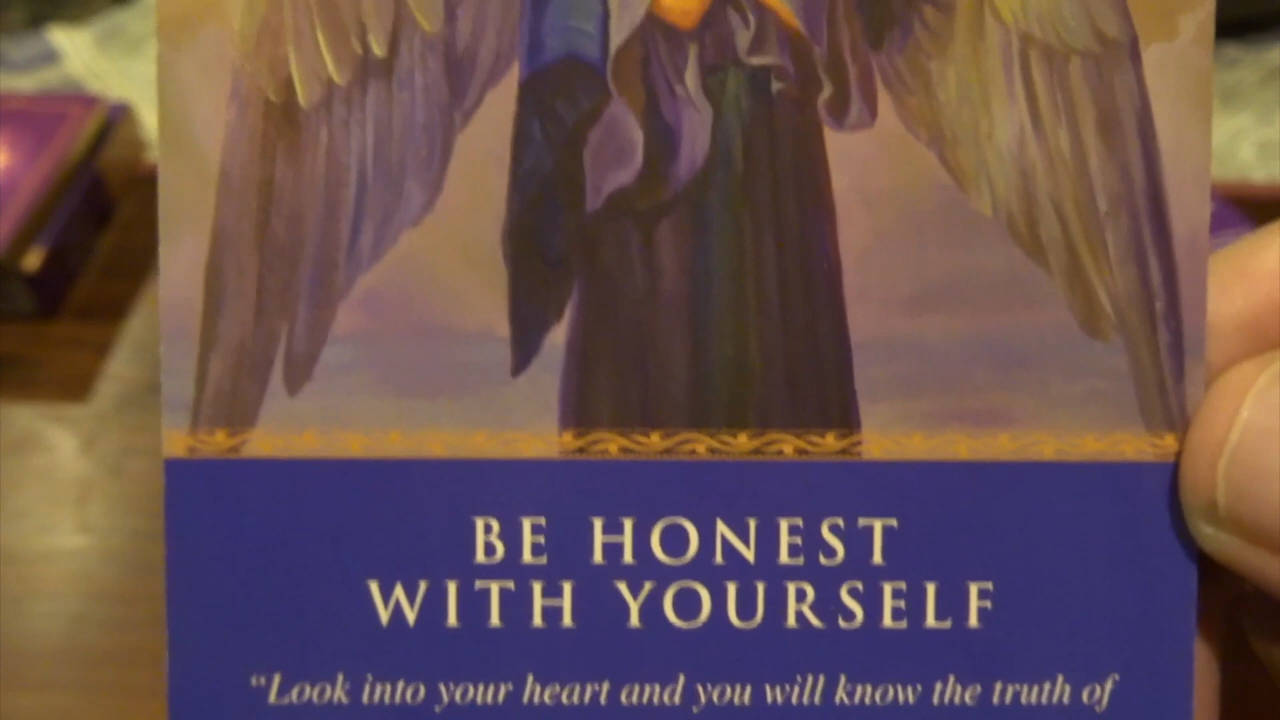 BE HONEST
WITH YOURSELF
“Look into your heart and you will know the truth of